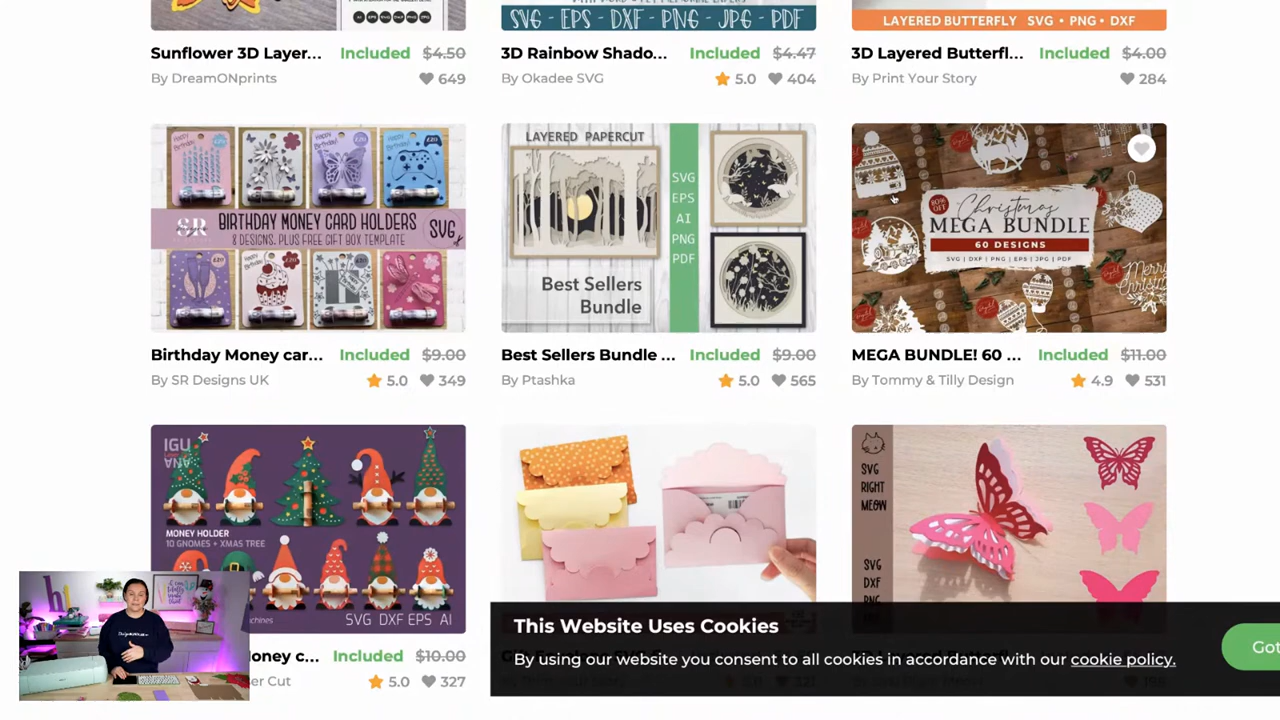 SVG - EPS - DXF - PNG - JPG - PDF
LAYERED BUTTERFLY SVG • PNG • DXF
Sunflower 3D Layer... Included $4.50
By DreamONprints 649
3D Rainbow Shado... Included $4.47
By Okadee SVG 5.0 404
3D Layered Butterfl... Included $4.00
By Print Your Story 284
SR
BIRTHDAY MONEY CARD HOLDERS
8 DESIGNS, PLUS FREE GIFT BOX TEMPLATE
SVG
LAYERED PAPERCUT
SVG
EPS
AI
PNG
PDF
Best Sellers
Bundle
80%
OFF
Christmas
MEGA BUNDLE
60 DESIGNS
SVG | DXF | PNG | EPS | JPG | PDF
Merry
Christmas
Birthday Money car... Included $9.00
By SR Designs UK 5.0 349
Best Sellers Bundle ... Included $9.00
By Ptashka 5.0 565
MEGA BUNDLE! 60 ... Included $11.00
By Tommy & Tilly Design 4.9 531
IGU
ANA
MONEY HOLDER
10 GNOMES + XMAS TREE
SVG DXF EPS AI
SVG
RIGHT
MEOW
SVG
DXF
This Website Uses Cookies
By using our website you consent to all cookies in accordance with our cookie policy.
Got
oney c... Included $10.00
er Cut 5.0 327